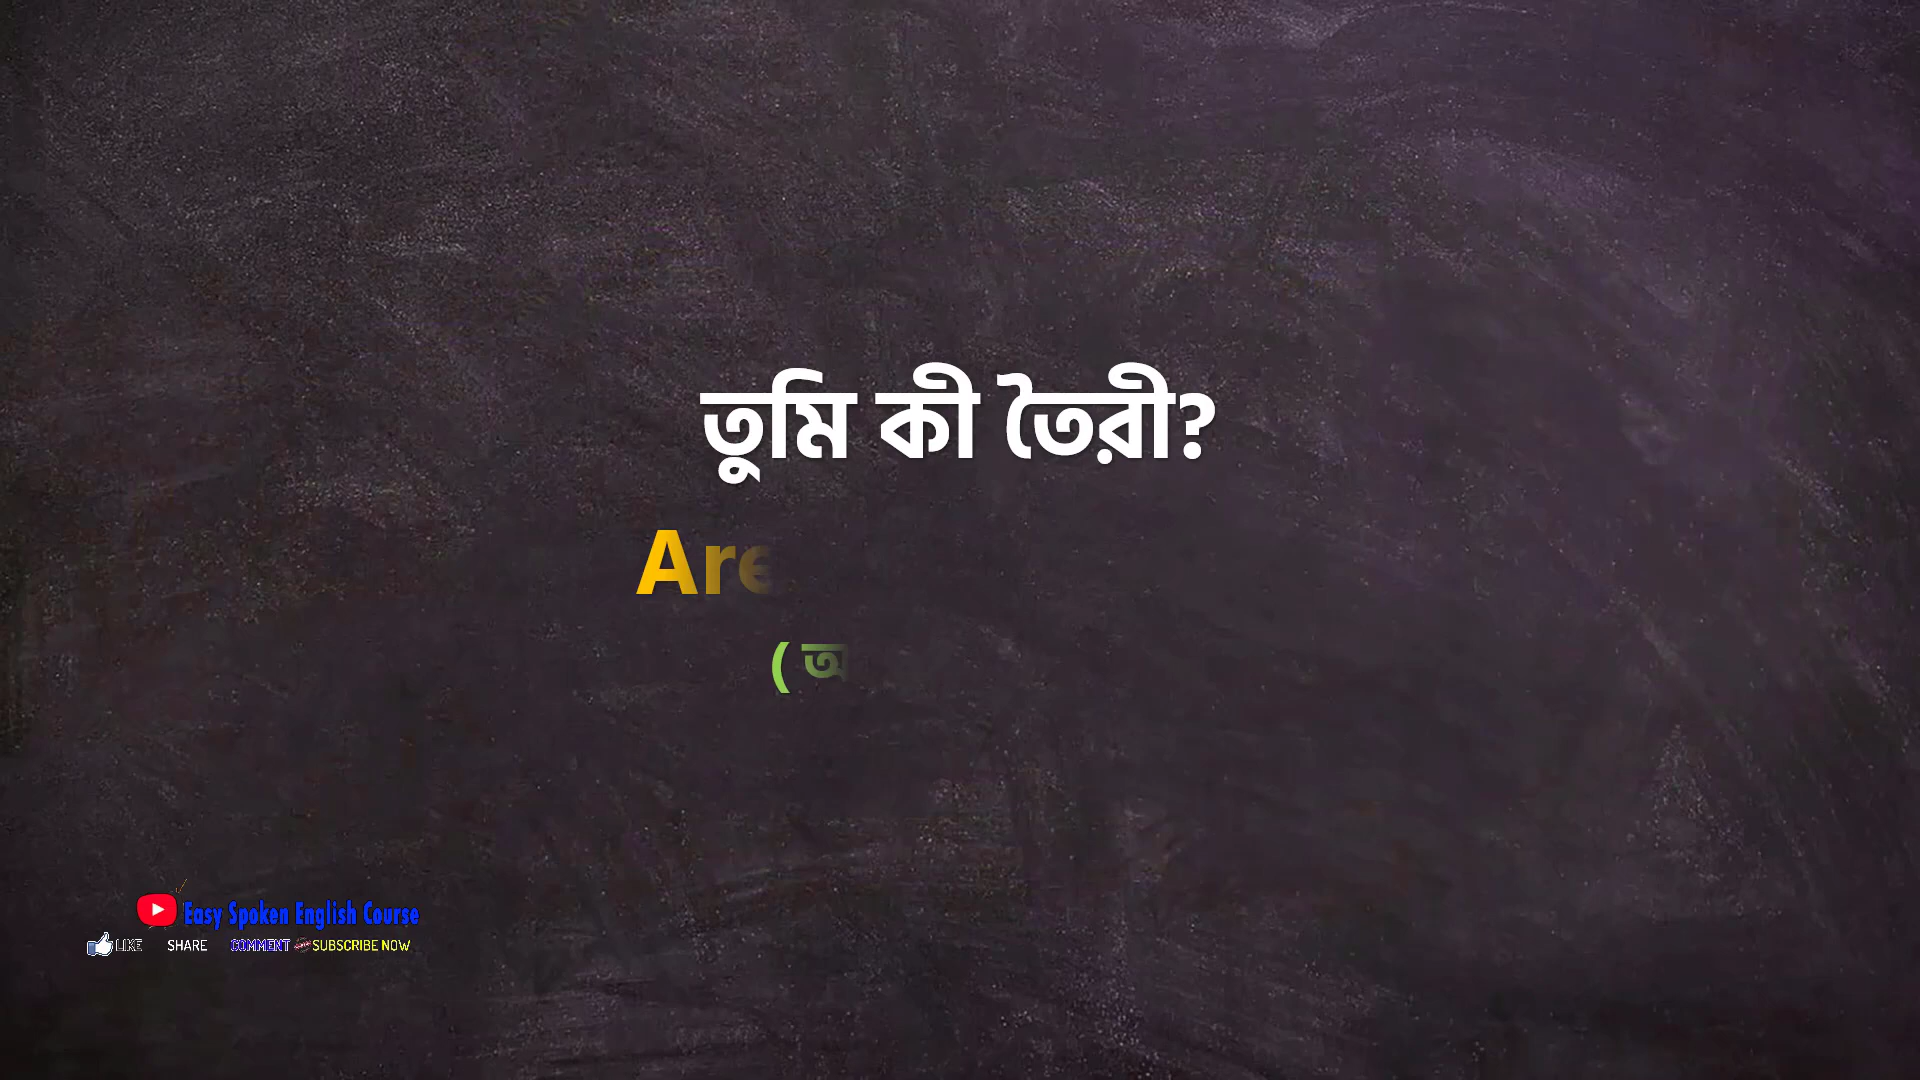 তুমি কী তৈরী?
Are
( অ
Easy Spoken English Course
LIKE SHARE COMMENT SUBSCRIBE NOW